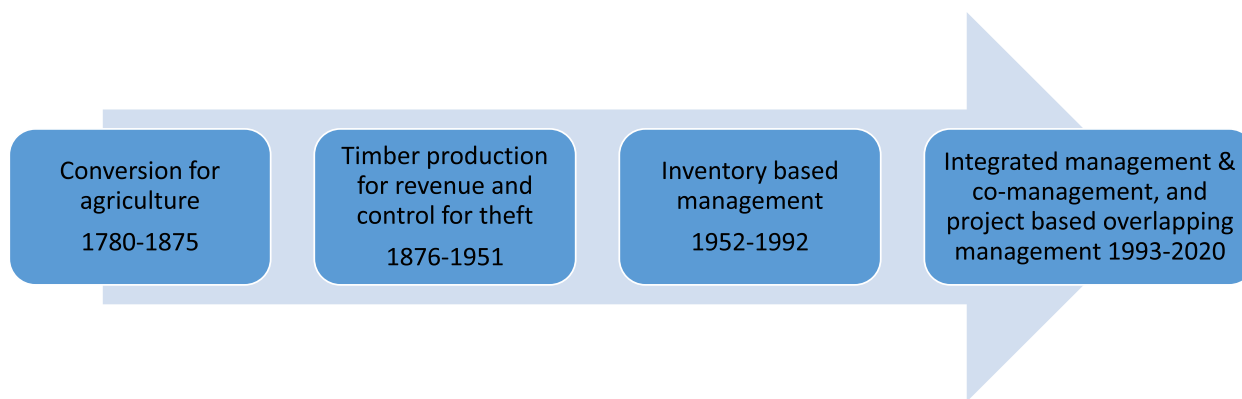 Conversion for
agriculture
1780-1875
Timber production
for revenue and
control for theft
1876-1951
Inventory based
management
1952-1992
Integrated management &
co-management, and
project based overlapping
management 1993-2020